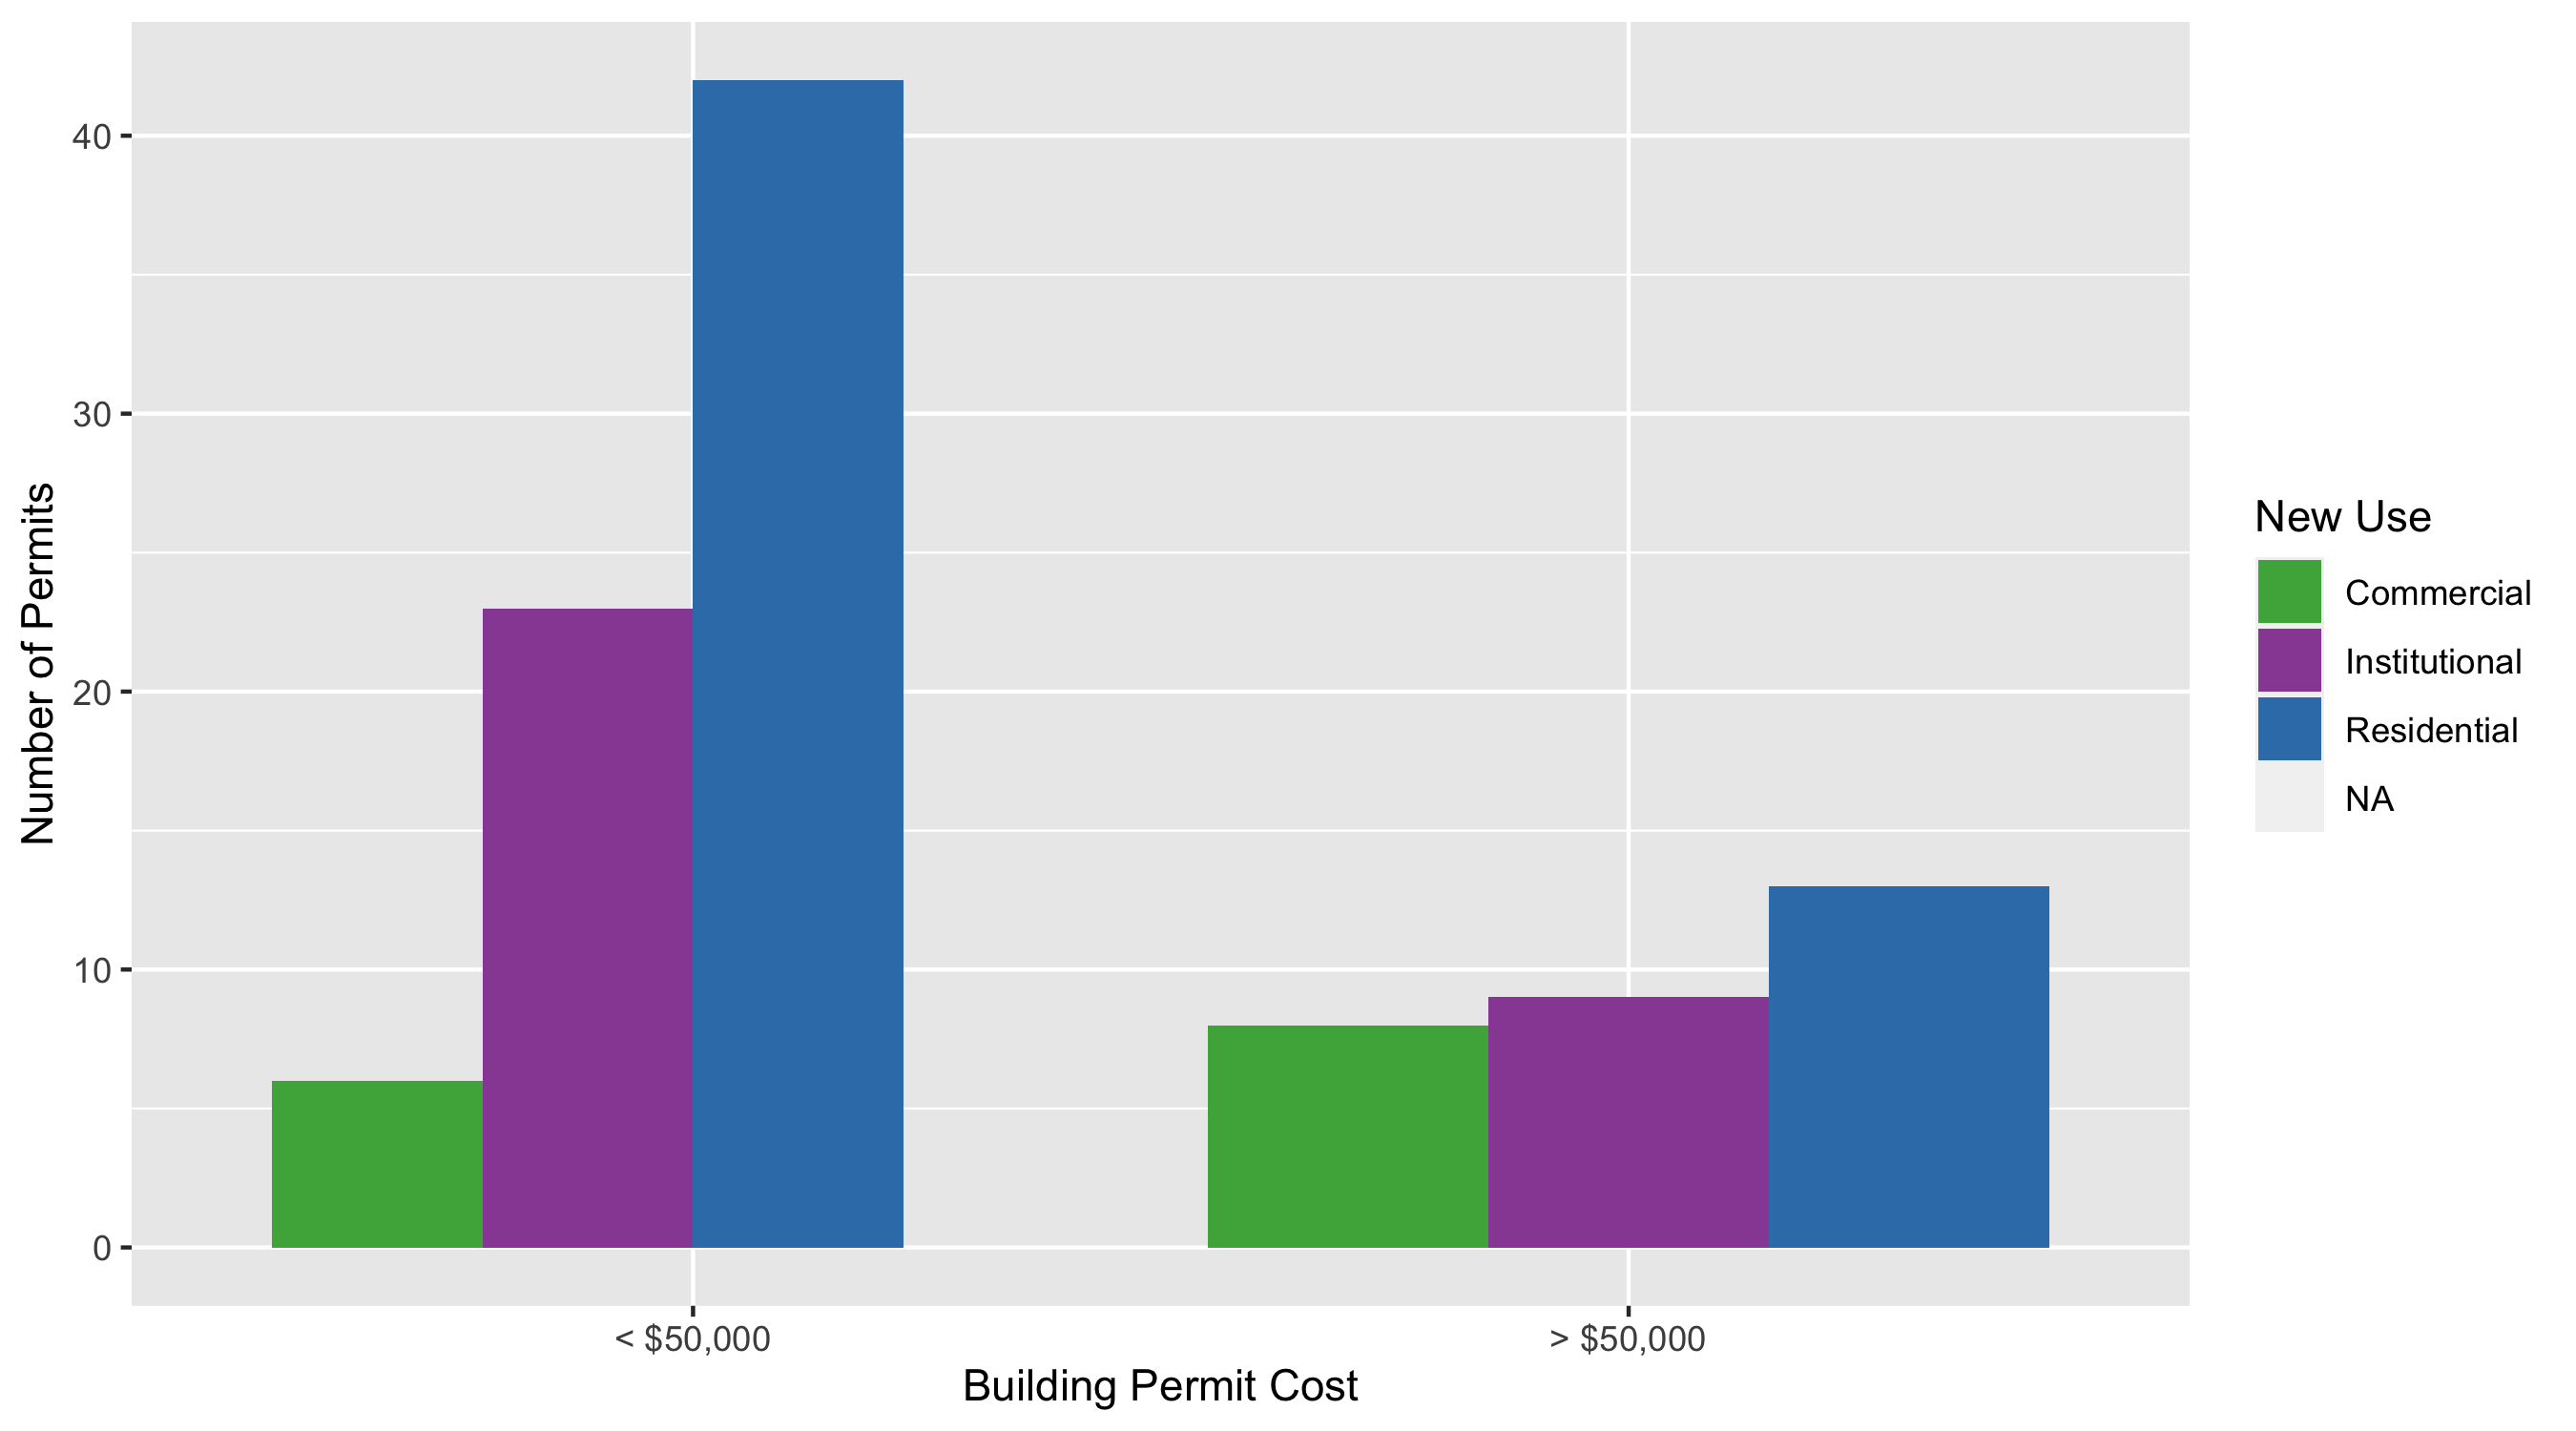 40
30
20
10
0
Number of Permits
< $50,000
> $50,000
Building Permit Cost
New Use
Commercial
Institutional
Residential
NA